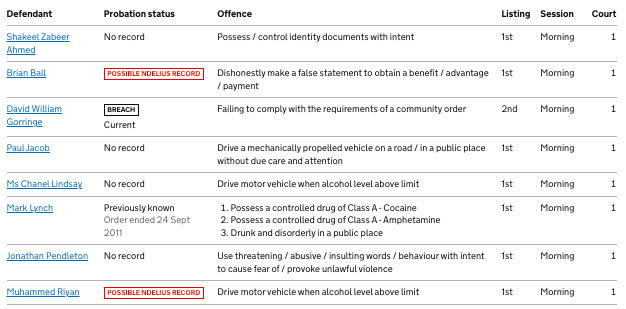 Defendant Probation status Offence Listing Session Court
Shakeel Zabeer No record Possess / control identity documents with intent 1st Morning 1
Ahmed
Brian Ball POSSIBLE NDELIUS RECORD Dishonestly make a false statement to obtain a benefit / advantage 1st Morning 1
/ payment
David William BREACH Failing to comply with the requirements of a community order 2nd Morning 1
Gorringe Current
Paul Jacob No record Drive a mechanically propelled vehicle on a road / in a public place 1st Morning 1
without due care and attention
Ms Chanel Lindsay No record Drive motor vehicle when alcohol level above limit 1st Morning 1
Mark Lynch Previously known 1. Possess a controlled drug of Class A - Cocaine 1st Morning 1
Order ended 24 Sept 2. Possess a controlled drug of Class A - Amphetamine
2011 3. Drunk and disorderly in a public place
Jonathan Pendleton No record Use threatening / abusive / insulting words / behaviour with intent 1st Morning 1
to cause fear of / provoke unlawful violence
Muhammed Riyan POSSIBLE NDELIUS RECORD Drive motor vehicle when alcohol level above limit 1st Morning 1